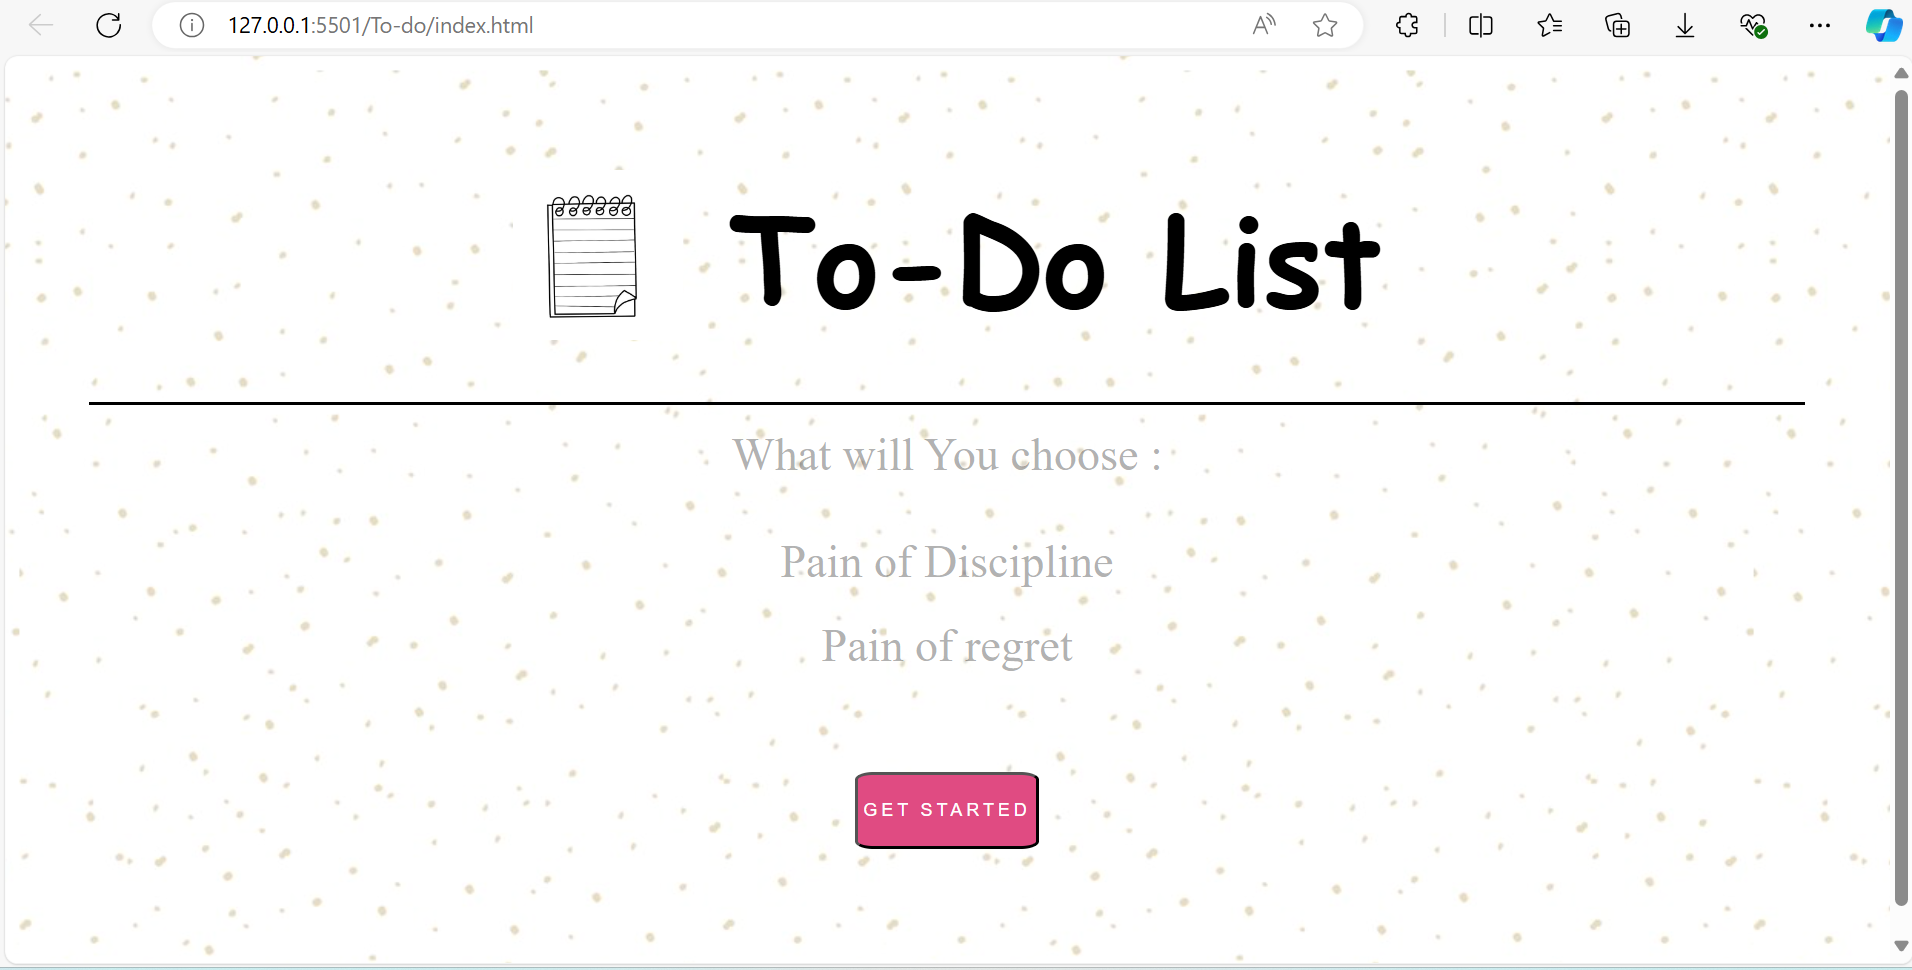 127.0.0.1:5501/To-do/index.html
To-Do List
What will You choose :
Pain of Discipline
Pain of regret
GET STARTED